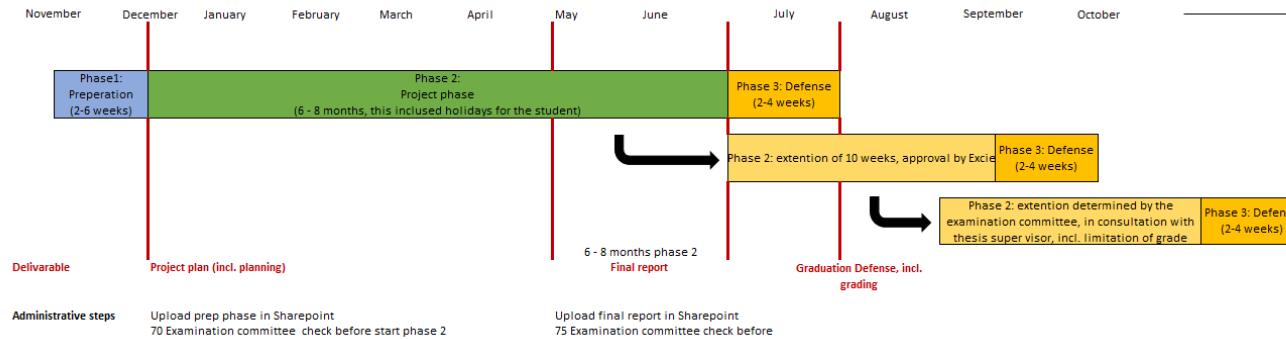 November December January February March April May June July August September October
Phase1:
Preperation
(2-6 weeks)
Phase 2:
Project phase
(6 - 8 months, this inclused holidays for the student)
Phase 3: Defense
(2-4 weeks)
Phase 2: extention of 10 weeks, approval by Excie
Phase 3: Defense
(2-4 weeks)
Phase 2: extention determined by the
examination committee, in consultation with
thesis super visor, incl. limitation of grade
Phase 3: Defen
(2-4 weeks)
6 - 8 months phase 2
Delivarable
Project plan (incl. planning)
Final report
Graduation Defense, incl.
grading
Administrative steps
Upload prep phase in Sharepoint
70 Examination committee check before start phase 2
Upload final report in Sharepoint
75 Examination committee check before